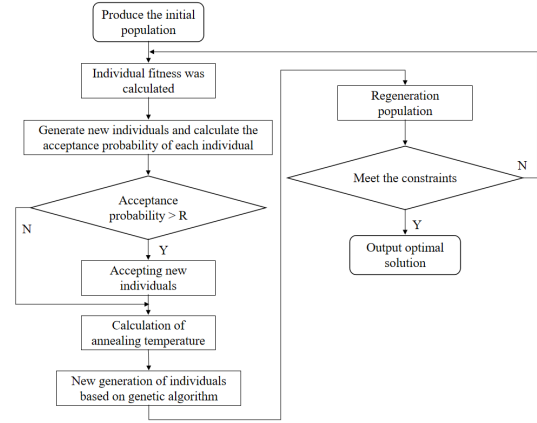 Produce the initial
population
Individual fitness was
calculated
Generate new individuals and calculate the
acceptance probability of each individual
Acceptance
probability > R
N
Y
Accepting new
individuals
Calculation of
annealing temperature
New generation of individuals
based on genetic algorithm
Regeneration
population
Meet the constraints
N
Y
Output optimal
solution